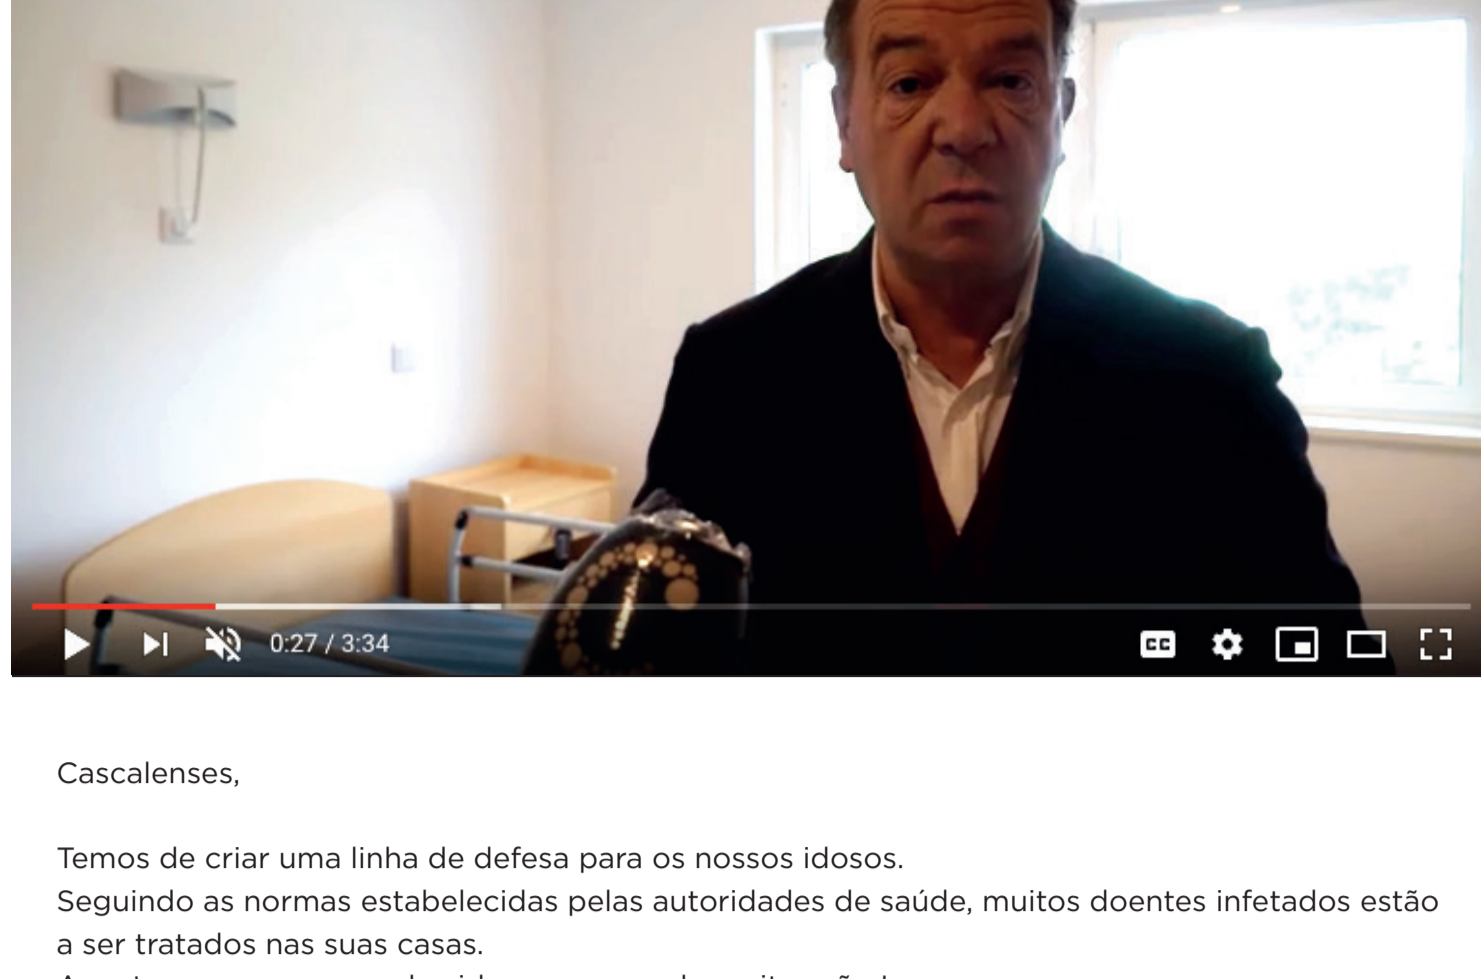 0:27 / 3:34
CC
Cascalenses,
Temos de criar uma linha de defesa para os nossos idosos.
Seguindo as normas estabelecidas pelas autoridades de saúde, muitos doentes infetados estão
a ser tratados nas suas casas.